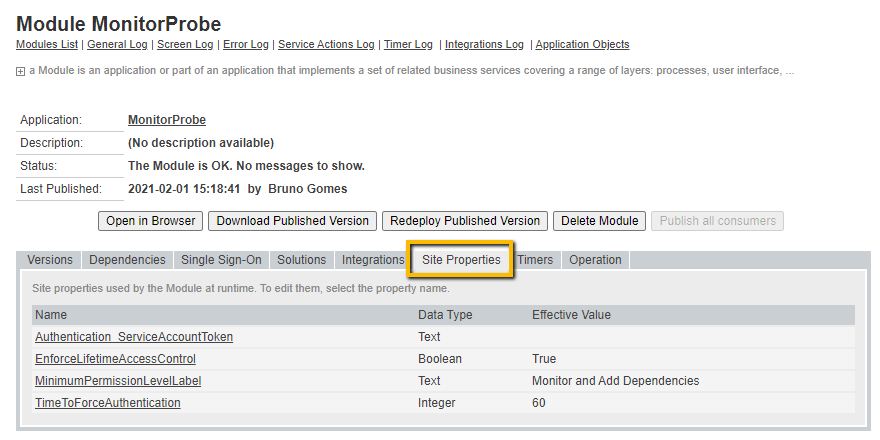 Module MonitorProbe
Modules List | General Log | Screen Log | Error Log | Service Actions Log | Timer Log | Integrations Log | Application Objects
a Module is an application or part of an application that implements a set of related business services covering a range of layers: processes, user interface, ...
Application: MonitorProbe
Description: (No description available)
Status: The Module is OK. No messages to show.
Last Published: 2021-02-01 15:18:41 by Bruno Gomes
Open in Browser Download Published Version Redeploy Published Version Delete Module Publish all consumers
Versions Dependencies Single Sign-On Solutions Integrations Site Properties Timers Operation
Site properties used by the Module at runtime. To edit them, select the property name.
Name Data Type Effective Value
Authentication_ServiceAccountToken Text
EnforceLifetimeAccessControl Boolean True
MinimumPermissionLevelLabel Text Monitor and Add Dependencies
TimeToForceAuthentication Integer 60